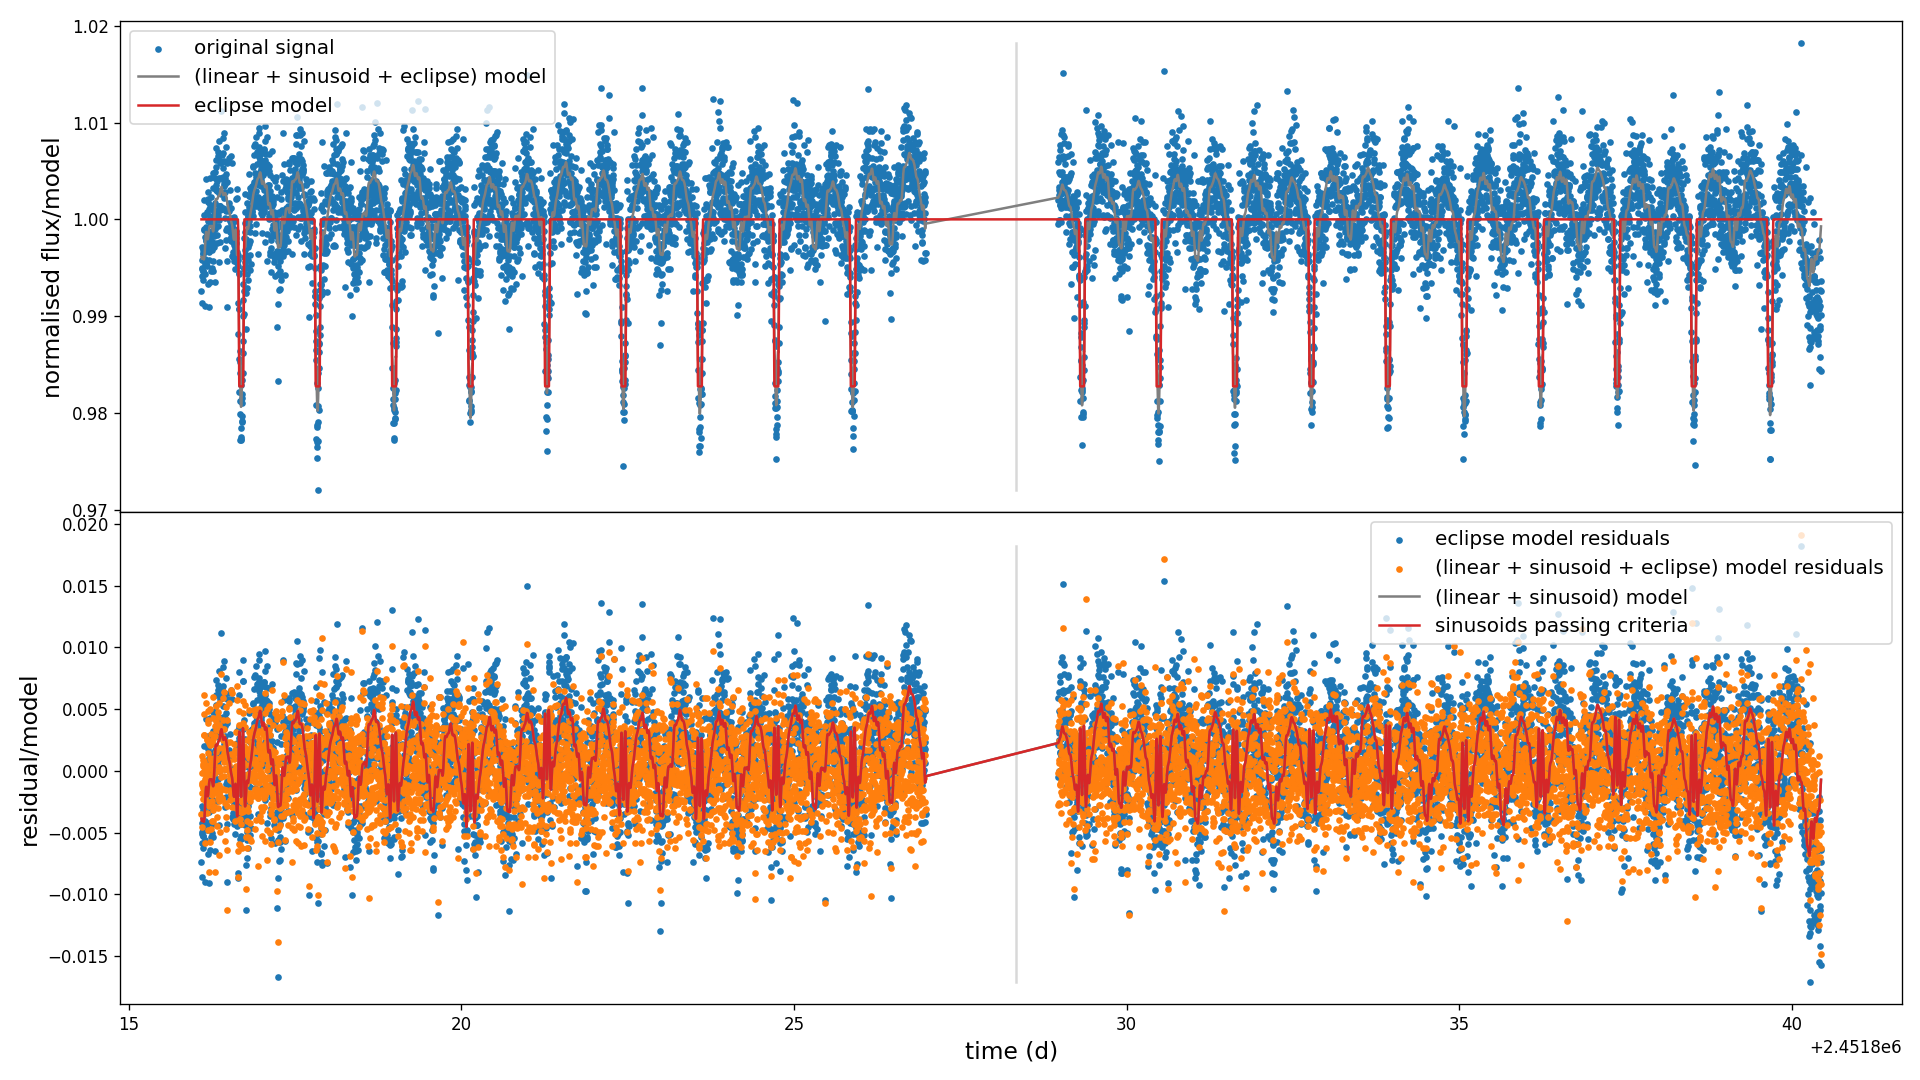 1.02
1.01
1.00
0.99
0.98
0.97
normalised flux/model
original signal
(linear + sinusoid + eclipse) model
eclipse model
0.020
0.015
0.010
0.005
0.000
−0.005
−0.010
−0.015
residual/model
eclipse model residuals
(linear + sinusoid + eclipse) model residuals
(linear + sinusoid) model
sinusoids passing criteria
15
20
25
30
35
40
time (d)
+2.4518e6